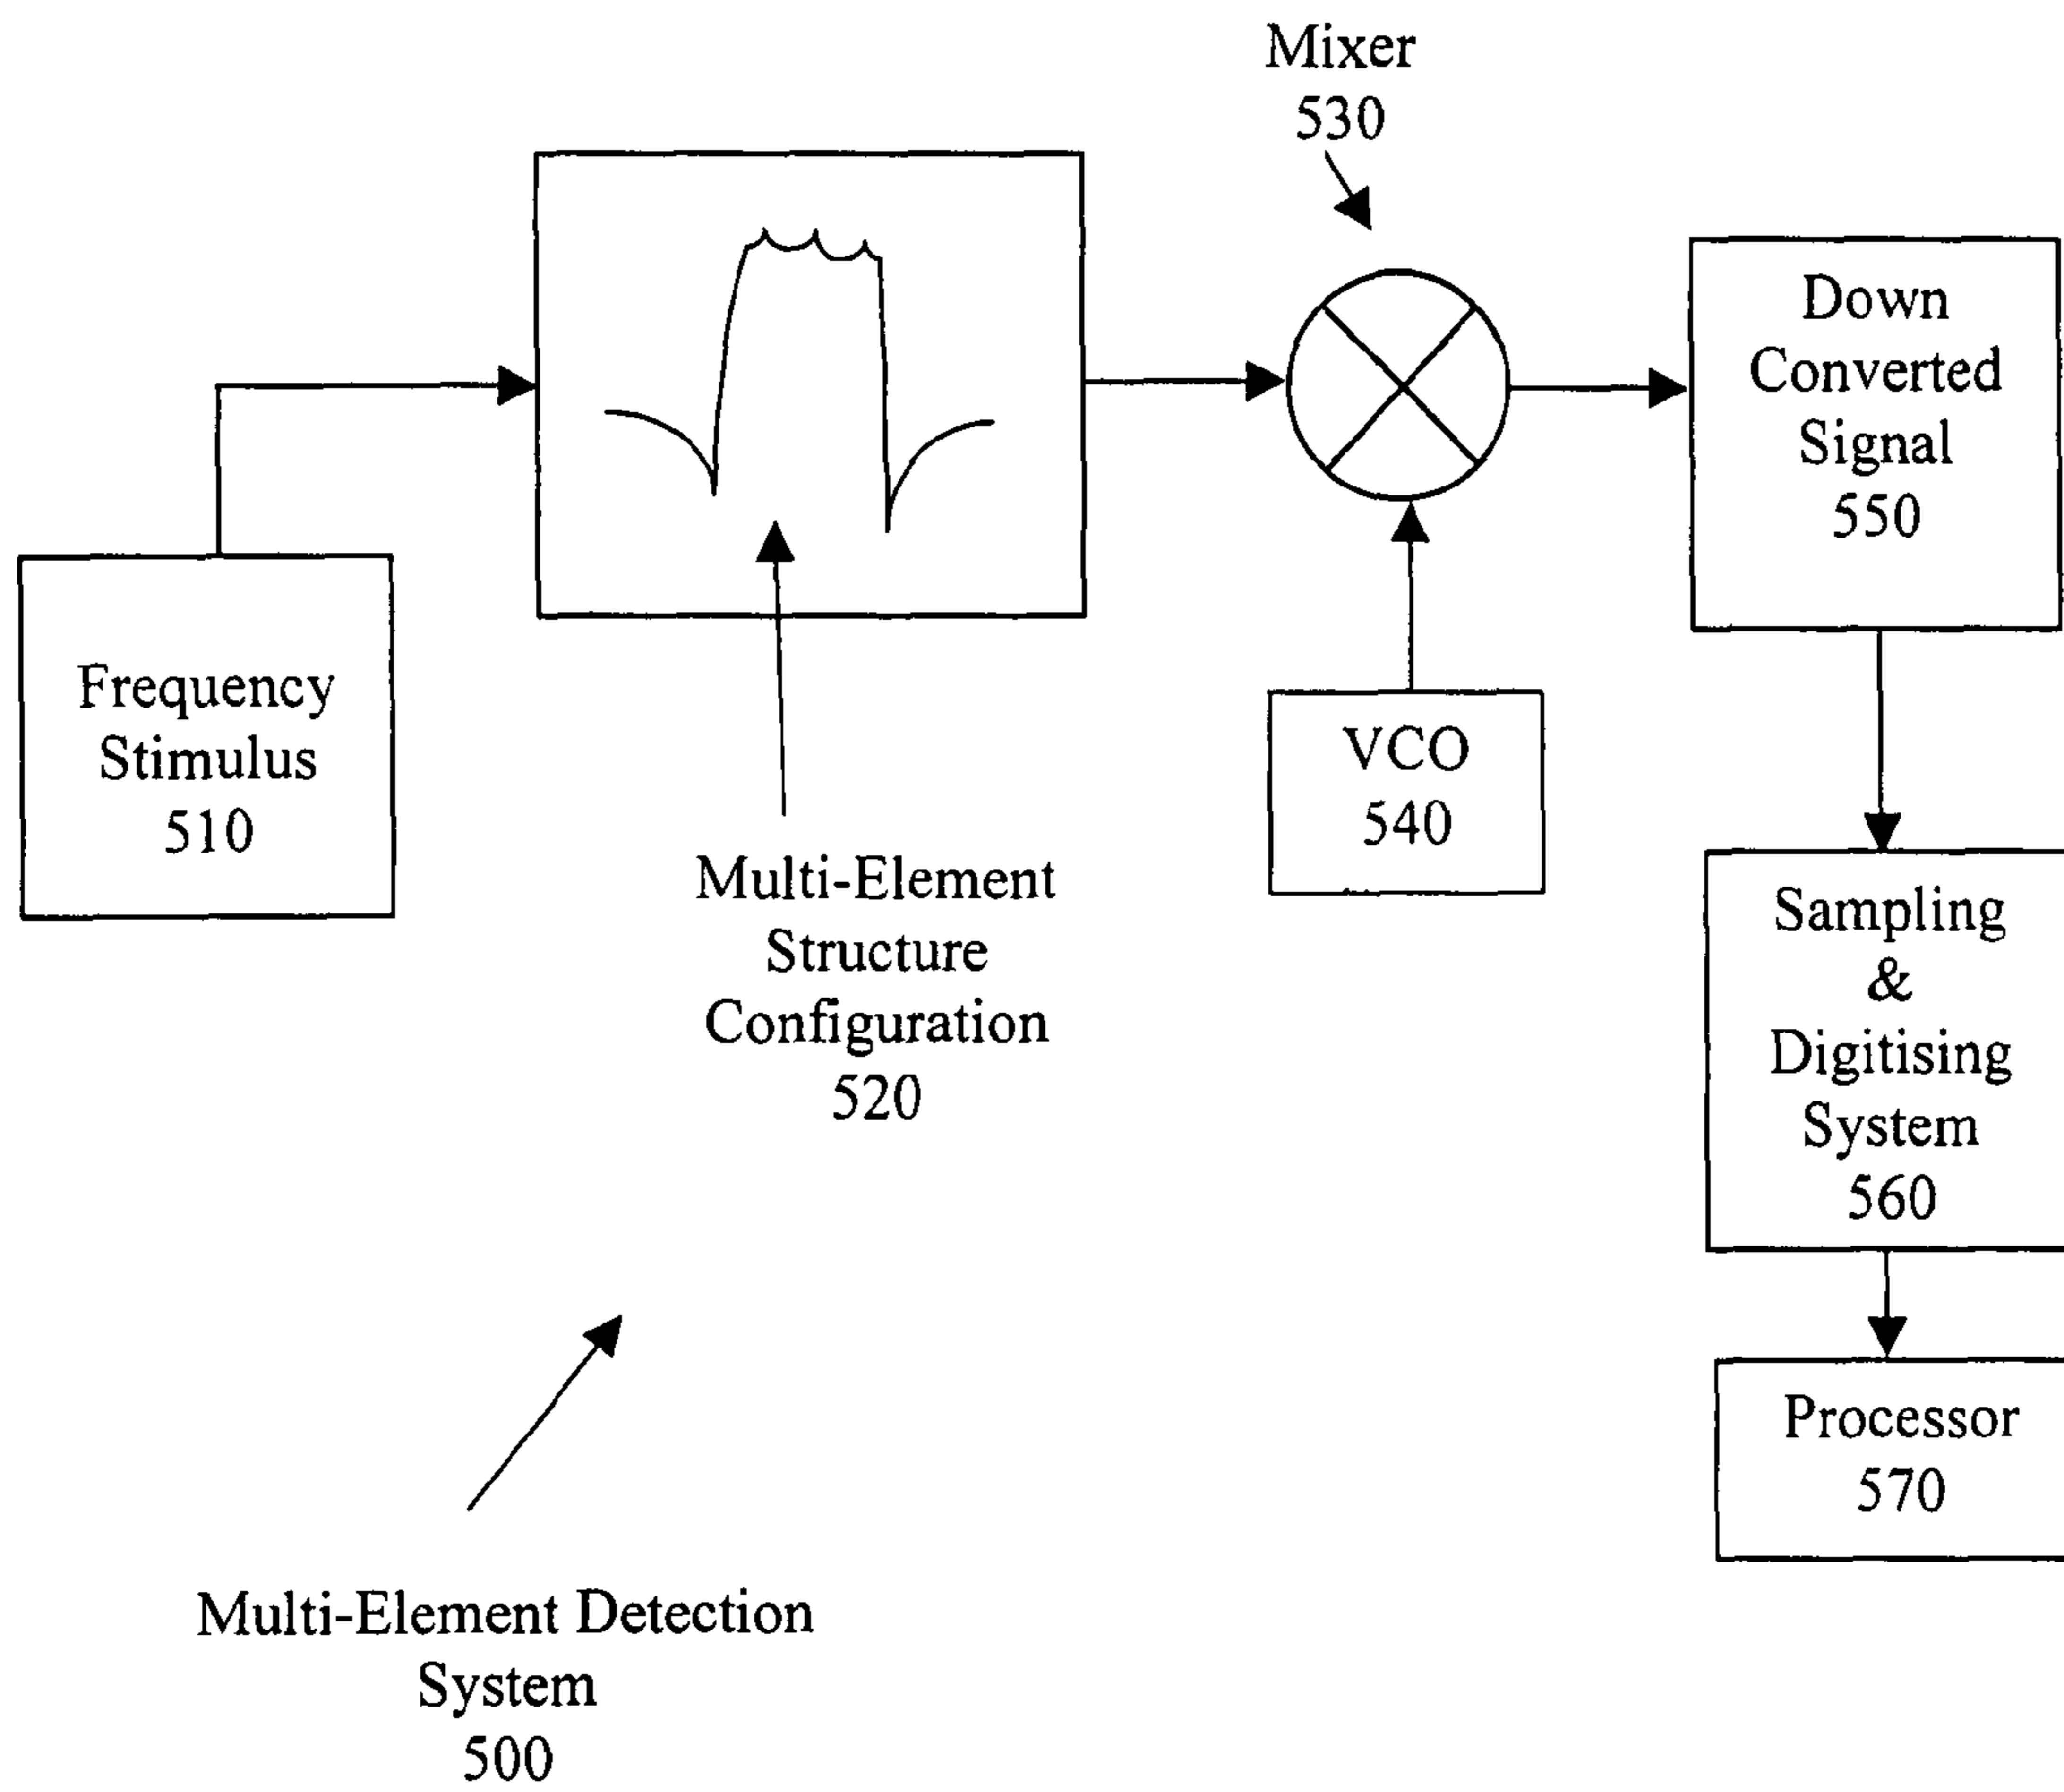 Mixer
530
Down
Converted
Signal
550
Frequency
Stimulus
510
VCO
540
Multi-Element
Structure
Configuration
520
Sampling
&
Digitising
System
560
Processor
570
Multi-Element Detection
System
500